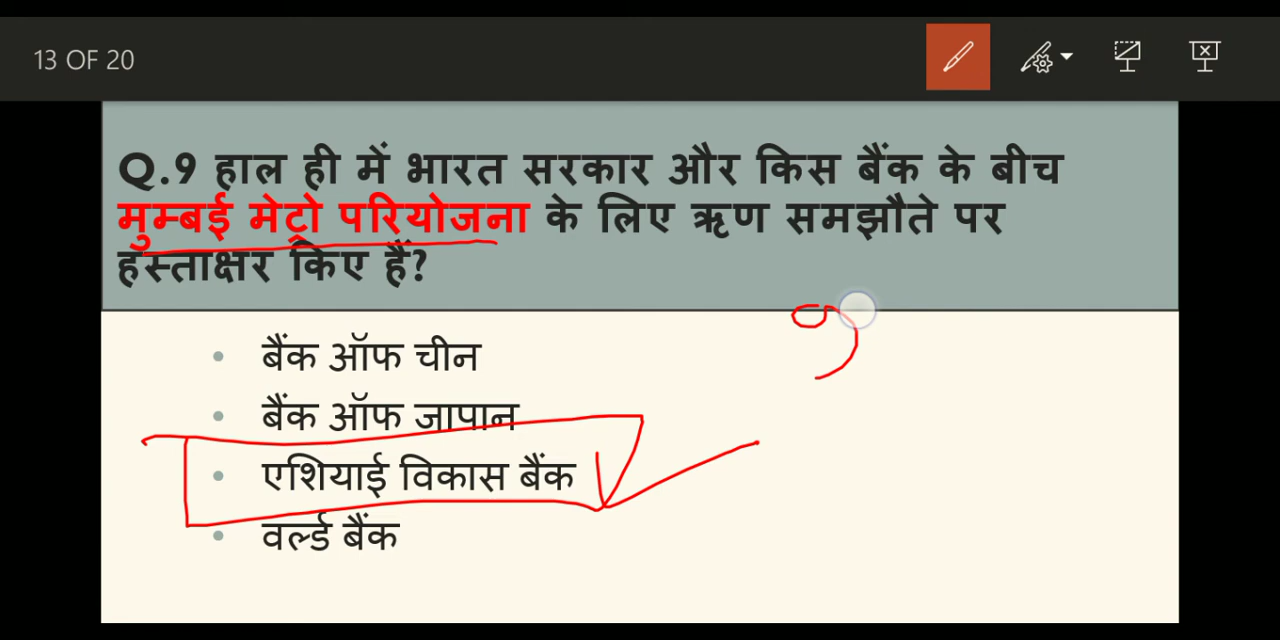 13 OF 20
Q.9 हाल ही में भारत सरकार और किस बैंक के बीच
मुम्बई मेट्रो परियोजना के लिए ऋण समझौते पर
हस्ताक्षर किए हैं?
• बैंक ऑफ चीन
• बैंक ऑफ जापान
• एशियाई विकास बैंक
• वर्ल्ड बैंक